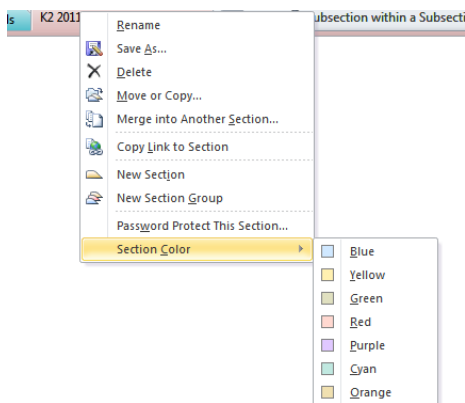 K2 2011
ubsection within a Subsecti
Rename
Save As...
Delete
Move or Copy...
Merge into Another Section...
Copy Link to Section
New Section
New Section Group
Password Protect This Section...
Section Color
Blue
Yellow
Green
Red
Purple
Cyan
Orange